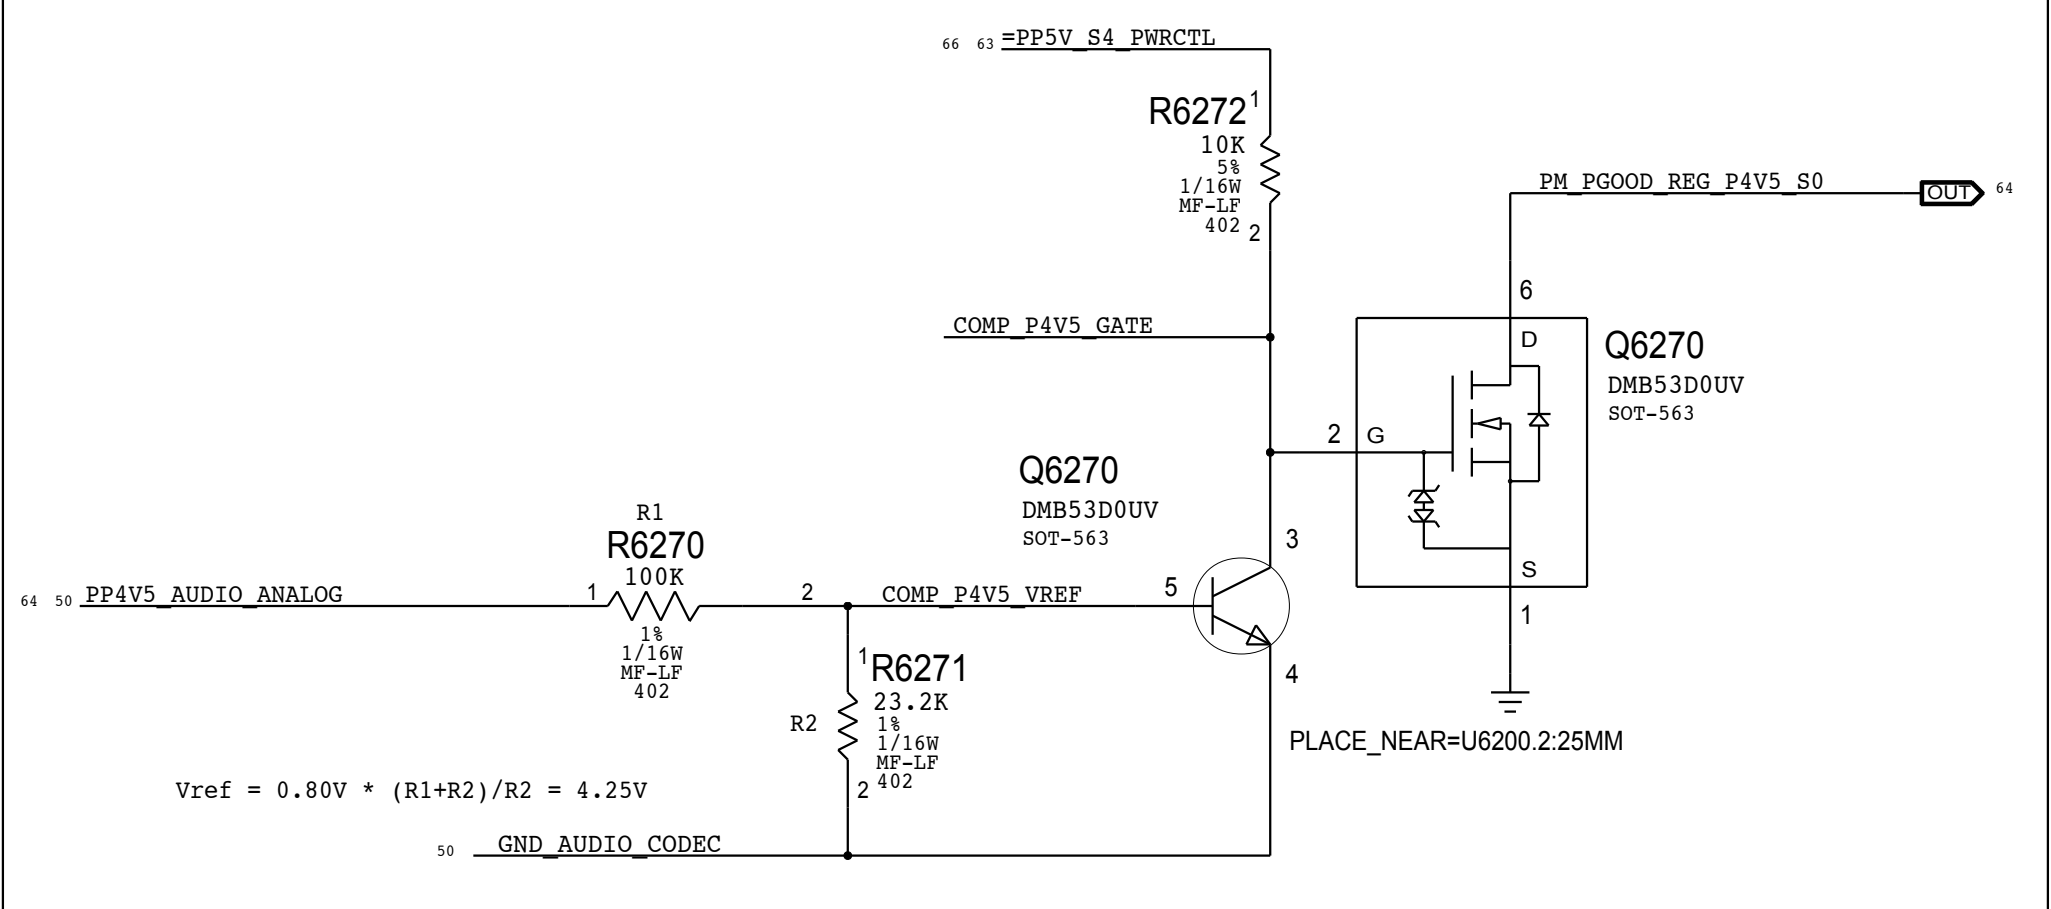 66 63 =PP5V_S4_PWRCTL
R6272 1
10K
5%
1/16W
MF-LF
402 2
PM_PGOOD_REG_P4V5_S0 OUT 64
COMP_P4V5_GATE
6
D
Q6270
DMB53D0UV
SOT-563
2 G
S
1
Q6270
DMB53D0UV
SOT-563
3
5
4
R1
R6270
100K
64 50 PP4V5_AUDIO_ANALOG 1 2 COMP_P4V5_VREF
1%
1/16W
MF-LF
402
1 R6271
23.2K
R2 1%
1/16W
MF-LF
2 402
PLACE_NEAR=U6200.2:25MM
Vref = 0.80V * (R1+R2)/R2 = 4.25V
50 GND_AUDIO_CODEC